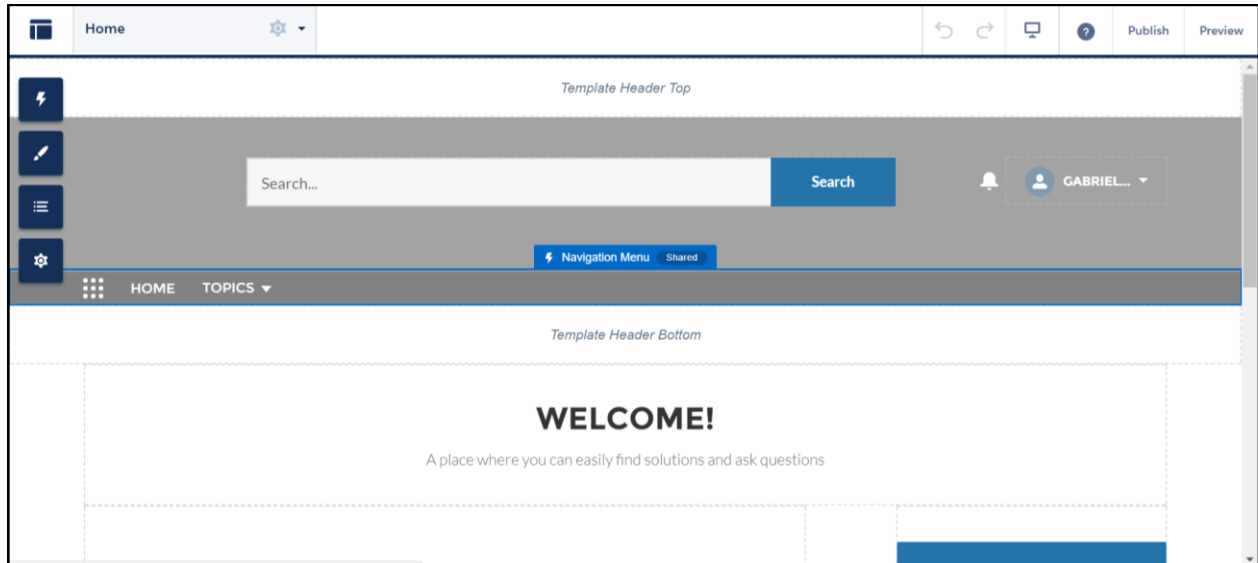 Home
?
Publish
Preview
Template Header Top
Search...
Search
GABRIEL...
Navigation Menu Shared
HOME TOPICS
Template Header Bottom
WELCOME!
A place where you can easily find solutions and ask questions